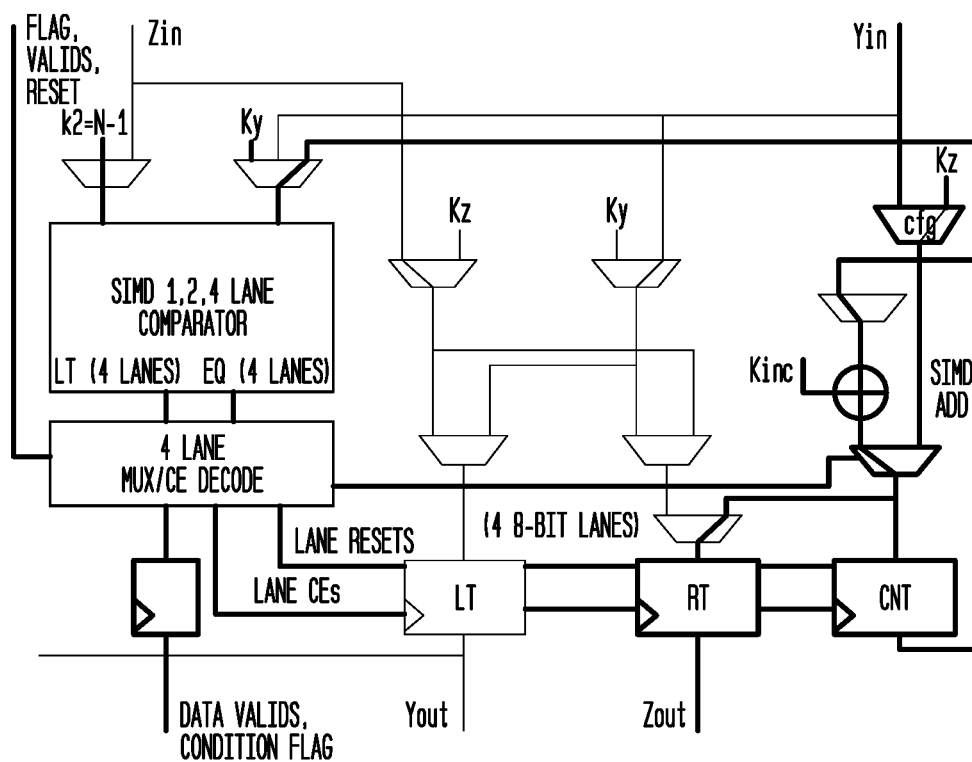 FLAG,
VALIDS,
RESET
Zin
Yin
k2=N-1
Ky
Kz
cfg
Kz
Ky
SIMD 1,2,4 LANE
COMPARATOR
LT (4 LANES) EQ (4 LANES)
Kinc
SIMD
ADD
4 LANE
MUX/CE DECODE
(4 8-BIT LANES)
LANE RESETS
LANE CEs
LT
RT
CNT
DATA VALIDS,
CONDITION FLAG
Yout
Zout